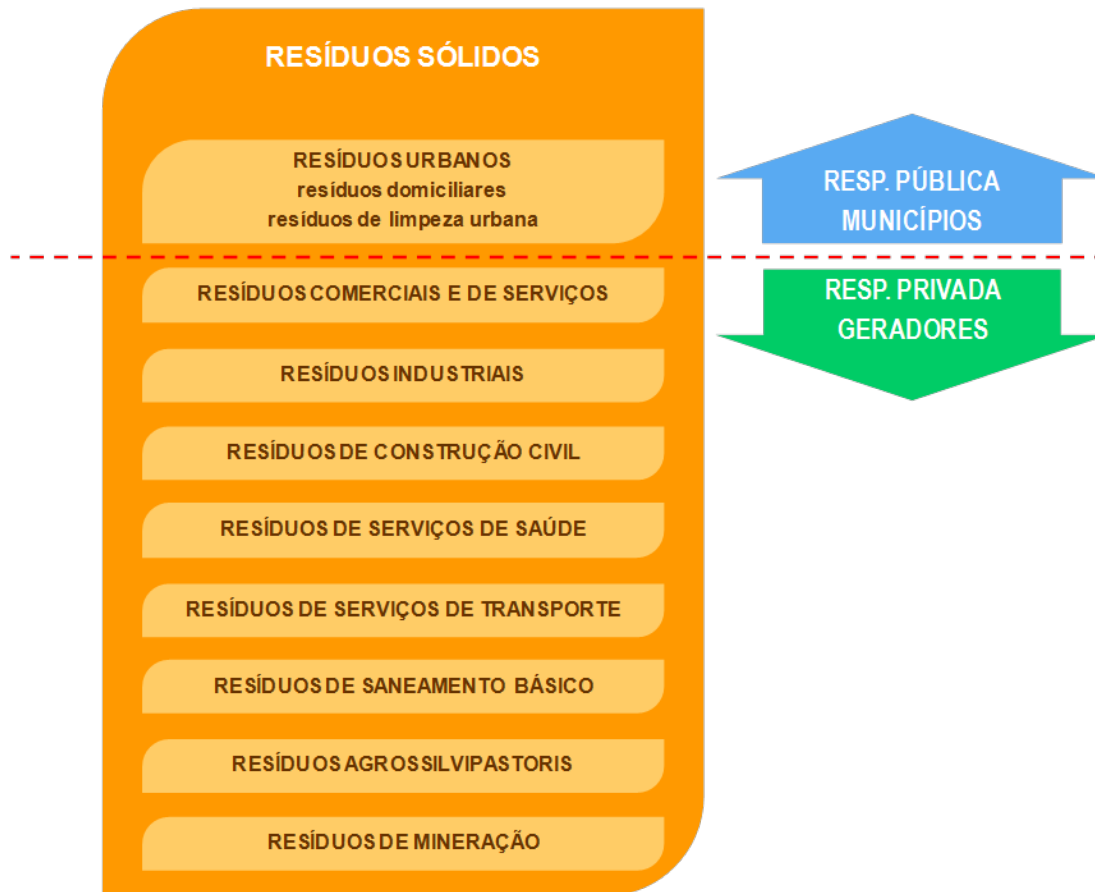 RESÍDUOS SÓLIDOS
RESÍDUOS URBANOS
resíduos domiciliares
resíduos de limpeza urbana
RESP. PÚBLICA
MUNICÍPIOS
RESÍDUOS COMERCIAIS E DE SERVIÇOS
RESP. PRIVADA
GERADORES
RESÍDUOS INDUSTRIAIS
RESÍDUOS DE CONSTRUÇÃO CIVIL
RESÍDUOS DE SERVIÇOS DE SAÚDE
RESÍDUOS DE SERVIÇOS DE TRANSPORTE
RESÍDUOS DE SANEAMENTO BÁSICO
RESÍDUOS AGROSSILVIPASTORIS
RESÍDUOS DE MINERAÇÃO